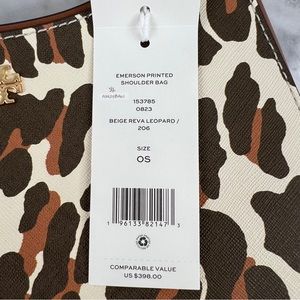 EMERSON PRINTED
SHOULDER BAG
153785
0823
BEIGE REVA LEOPARD /
206
SIZE
OS
1 96133 82147 3
COMPARABLE VALUE
US $398.00